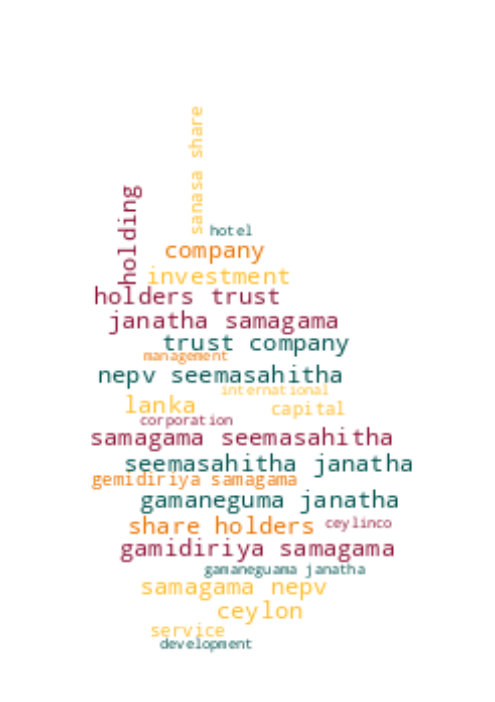 sanasa share
holding
hotel
company
investment
holders trust
janatha samagama
trust company
management
nepv seemasahitha
international
lanka
capital
corporation
samagama seemasahitha
seemasahitha janatha
gemidiriya samagama
gamaneguma janatha
share holders
ceylinco
gamidiriya samagama
gamaneguama janatha
samagama nepv
ceylon
service
development